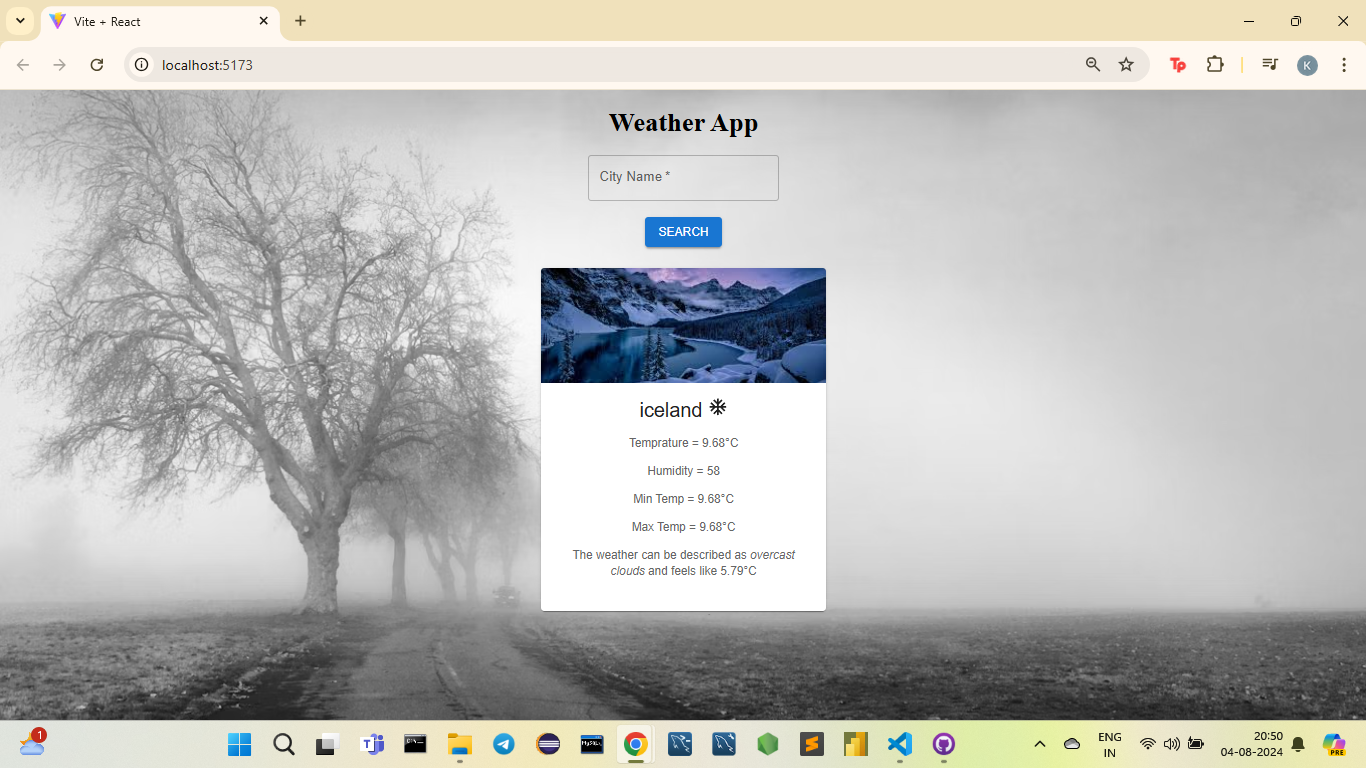 Vite + React
localhost:5173
Tp
K
Weather App
City Name *
SEARCH
iceland
Temprature = 9.68°C
Humidity = 58
Min Temp = 9.68°C
Max Temp = 9.68°C
The weather can be described as overcast
clouds and feels like 5.79°C
1
ENG
IN
20:50
04-08-2024
PRE